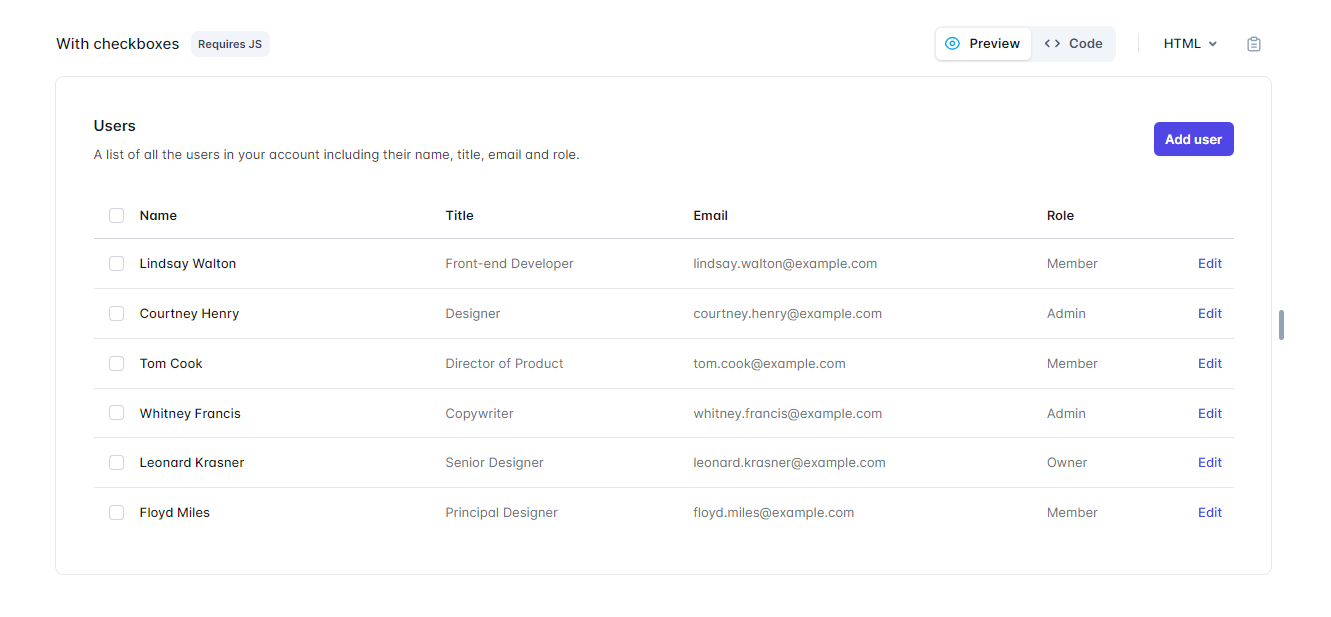 With checkboxes Requires JS Preview Code HTML
Users
Add user
A list of all the users in your account including their name, title, email and role.
Name Title Email Role
Lindsay Walton Front-end Developer lindsay.walton@example.com Member Edit
Courtney Henry Designer courtney.henry@example.com Admin Edit
Tom Cook Director of Product tom.cook@example.com Member Edit
Whitney Francis Copywriter whitney.francis@example.com Admin Edit
Leonard Krasner Senior Designer leonard.krasner@example.com Owner Edit
Floyd Miles Principal Designer floyd.miles@example.com Member Edit